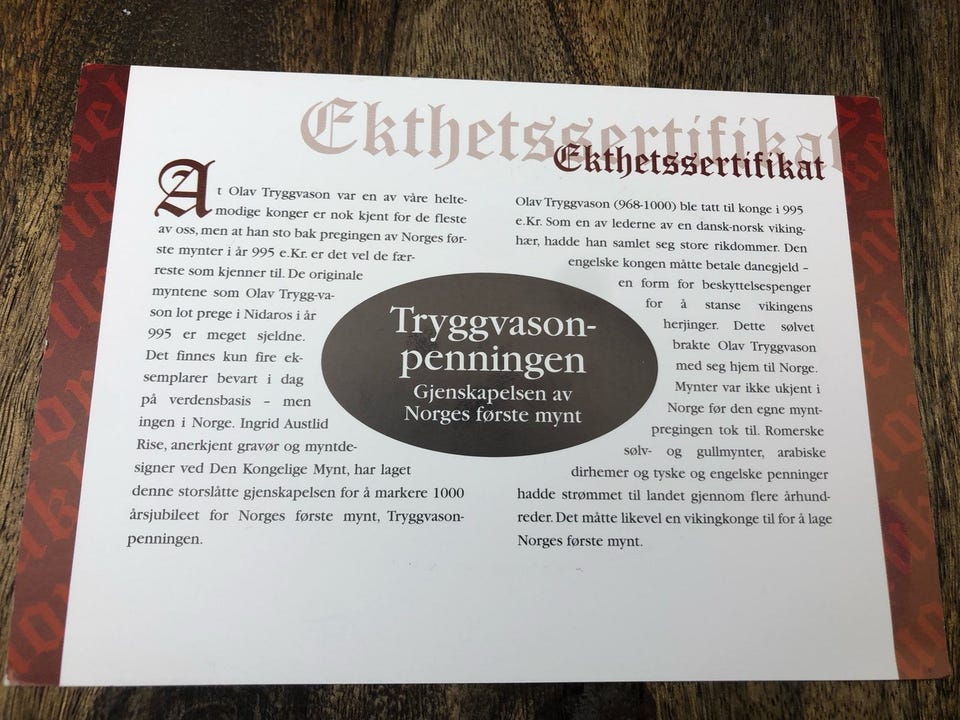 Ekthetssertifikat
Ekthetssertifikat
At Olav Tryggvason var en av våre helte-
modige konger er nok kjent for de fleste
av oss, men at han sto bak pregingen av Norges før-
ste mynter i år 995 e.Kr. er det vel de fær-
reste som kjenner til. De originale
myntene som Olav Trygg-va-
son lot prege i Nidaros i år
995 er meget sjeldne.
Det finnes kun fire ek-
semplarer bevart i dag
på verdensbasis – men
ingen i Norge. Ingrid Austlid
Rise, anerkjent gravør og myntde-
signer ved Den Kongelige Mynt, har laget
denne storslåtte gjenskapelsen for å markere 1000
årsjubileet for Norges første mynt, Tryggvason-
penningen.
Tryggvason-
penningen
Gjenskapelsen av
Norges første mynt
Olav Tryggvason (968-1000) ble tatt til konge i 995
e.Kr. Som en av lederne av en dansk-norsk viking-
hær, hadde han samlet seg store rikdommer. Den
engelske kongen måtte betale danegjeld –
en form for beskyttelsespenger
for å stanse vikingens
herjinger. Dette sølvet
brakte Olav Tryggvason
med seg hjem til Norge.
Mynter var ikke ukjent i
Norge før den egne mynt-
pregingen tok til. Romerske
sølv- og gullmynter, arabiske
dirhemer og tyske og engelske penninger
hadde strømmet til landet gjennom flere århund-
reder. Det måtte likevel en vikingkonge til for å lage
Norges første mynt.